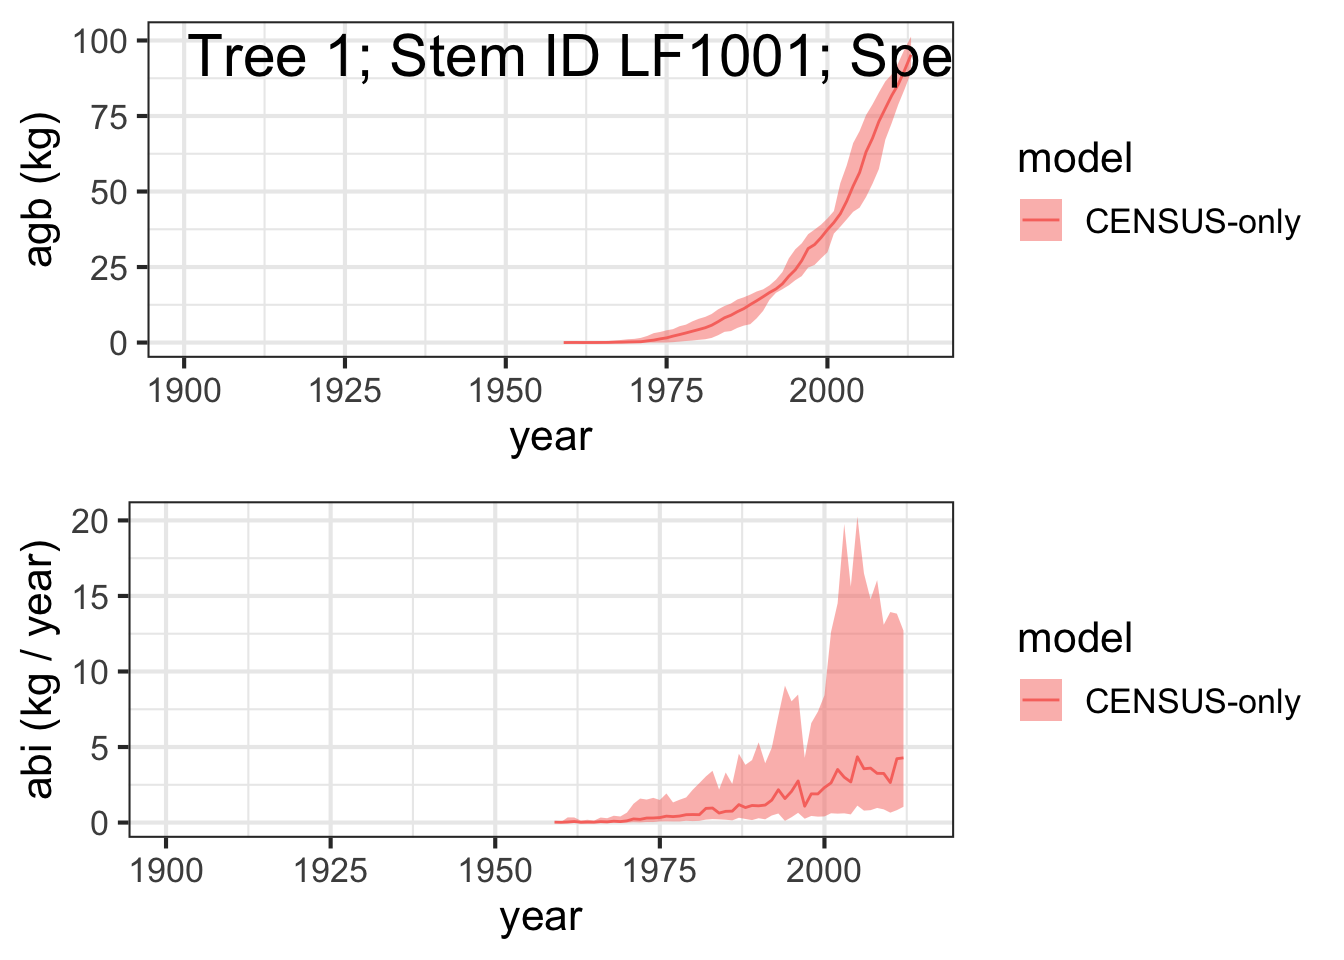 Tree 1; Stem ID LF1001; Spe
100
75
50
25
0
agb (kg)
1900 1925 1950 1975 2000
year
model
CENSUS-only
20
15
10
5
0
abi (kg / year)
1900 1925 1950 1975 2000
year
model
CENSUS-only